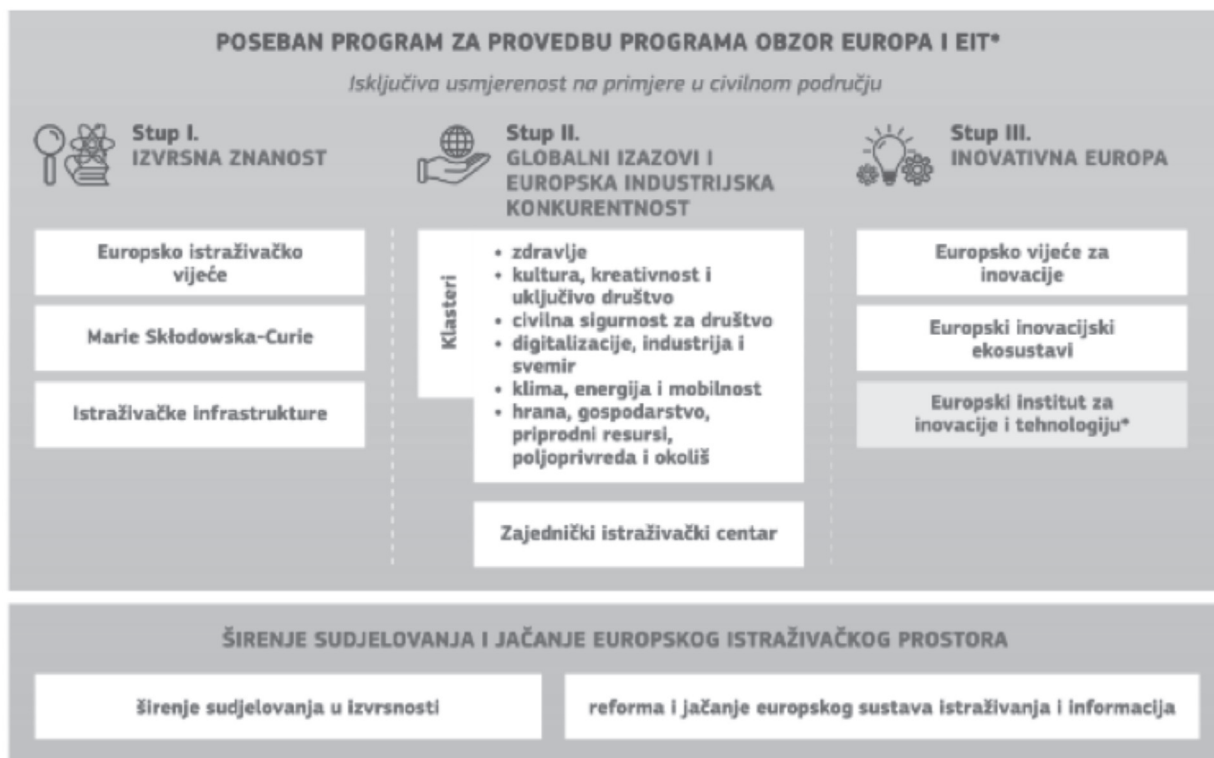 POSEBAN PROGRAM ZA PROVEDBU PROGRAMA OBZOR EUROPA I EIT*
Isključiva usmjerenost na primjere u civilnom području
Stup I.
IZVRSNA ZNANOST
Europsko istraživačko
vijeće
Marie Skłodowska-Curie
Istraživačke infrastrukture
Stup II.
GLOBALNI IZAZOVI I
EUROPSKA INDUSTRIJSKA
KONKURENTNOST
Klasteri
• zdravlje
• kultura, kreativnost i
uključivo društvo
• civilna sigurnost za društvo
• digitalizacije, industrija i
svemir
• klima, energija i mobilnost
• hrana, gospodarstvo,
priprodni resursi,
poljoprivreda i okoliš
Zajednički istraživački centar
Stup III.
INOVATIVNA EUROPA
Europsko vijeće za
inovacije
Europski inovacijski
ekosustavi
Europski institut za
inovacije i tehnologiju*
ŠIRENJE SUDJELOVANJA I JAČANJE EUROPSKOG ISTRAŽIVAČKOG PROSTORA
širenje sudjelovanja u izvrsnosti
reforma i jačanje europskog sustava istraživanja i informacija